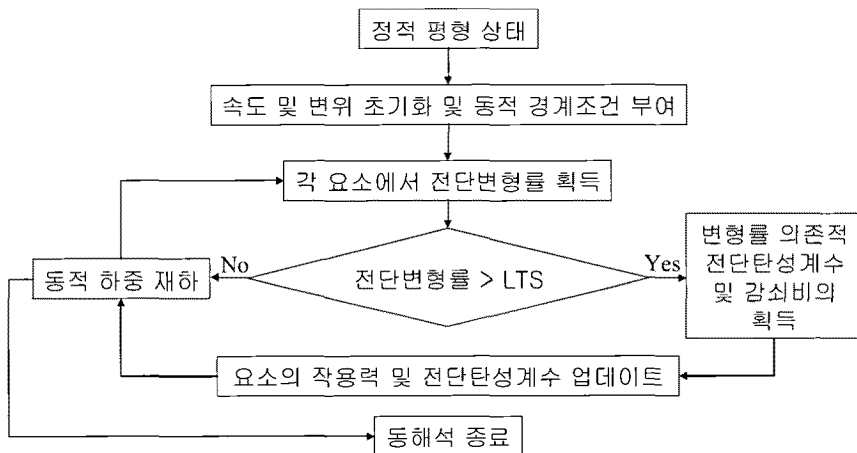 정적 평형 상태
속도 및 변위 초기화 및 동적 경계조건 부여
각 요소에서 전단변형률 획득
전단변형률 > LTS
No
Yes
동적 하중 재하
변형률 의존적
전단탄성계수
및 감쇠비의
획득
요소의 작용력 및 전단탄성계수 업데이트
동해석 종료